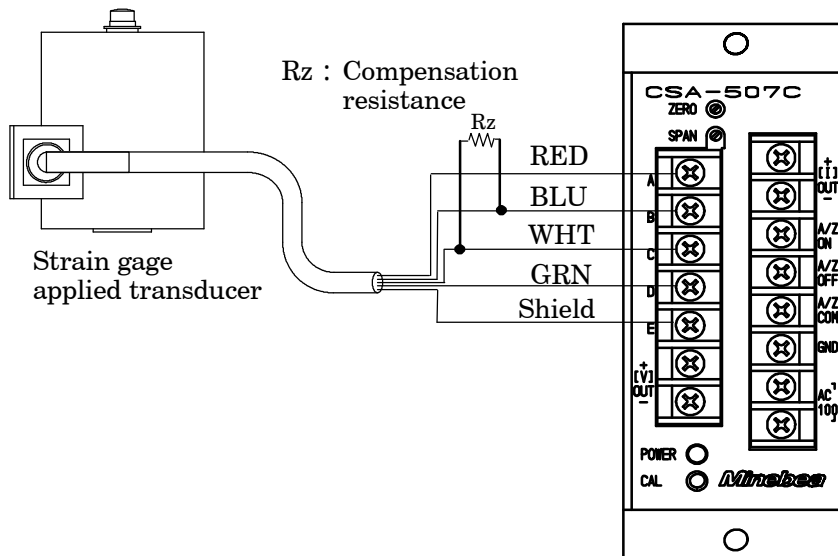 Rz : Compensation
resistance
Rz
RED
BLU
WHT
GRN
Shield
Strain gage
applied transducer
CSA-507C
ZERO
SPAN
A
B
C
D
E
+
[V]
OUT
-
+
[I]
OUT
-
A/Z
ON
A/Z
OFF
A/Z
COM
GND
AC
100
POWER
CAL
Minebea